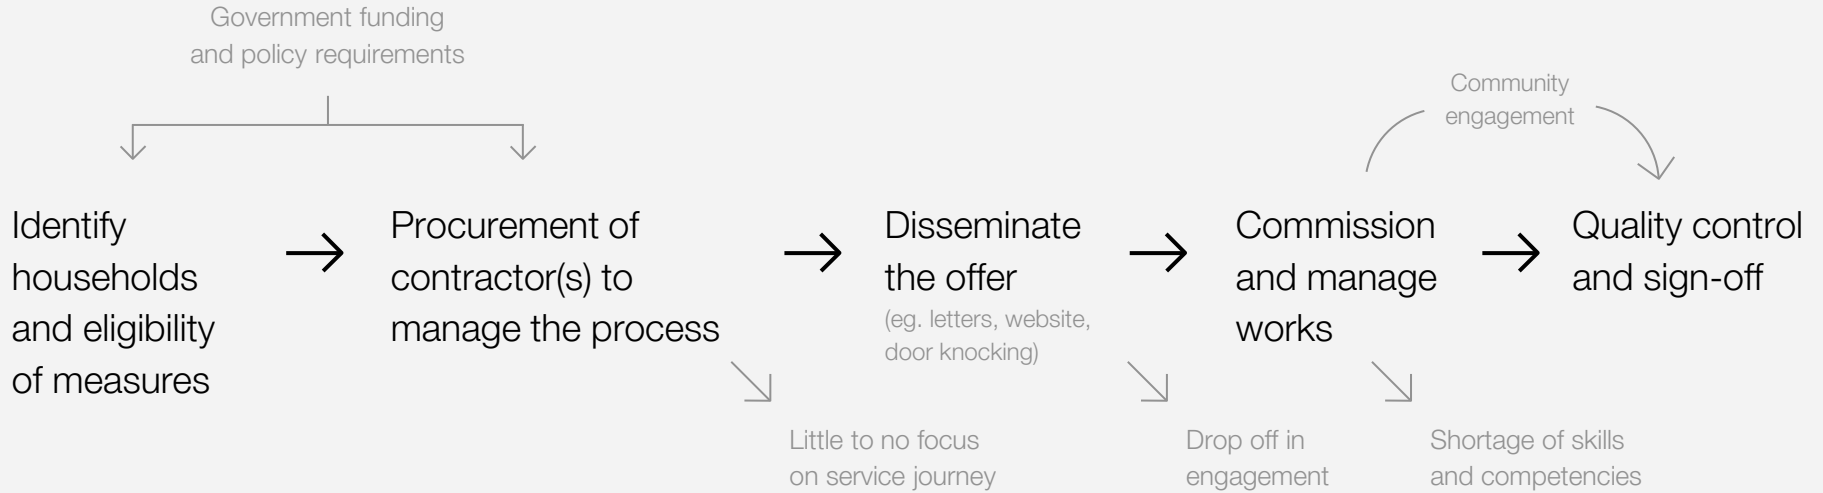 Government funding
and policy requirements
Community
engagement
Identify
households
and eligibility
of measures
Procurement of
contractor(s) to
manage the process
Disseminate
the offer
(eg. letters, website,
door knocking)
Commission
and manage
works
Quality control
and sign-off
Little to no focus
on service journey
Drop off in
engagement
Shortage of skills
and competencies